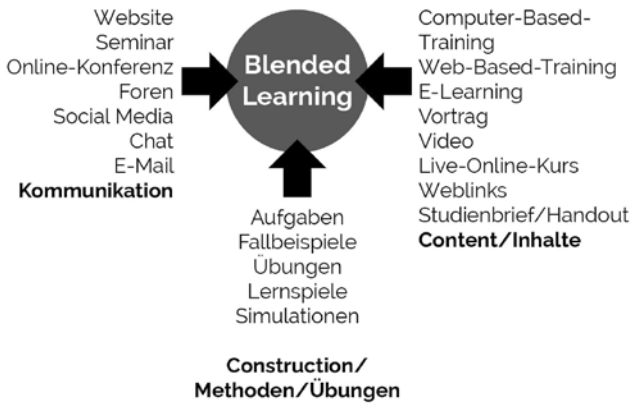 Website
Seminar
Online-Konferenz
Foren
Social Media
Chat
E-Mail
Kommunikation
Blended
Learning
Computer-Based-
Training
Web-Based-Training
E-Learning
Vortrag
Video
Live-Online-Kurs
Weblinks
Studienbrief/Handout
Content/Inhalte
Aufgaben
Fallbeispiele
Übungen
Lernspiele
Simulationen
Construction/
Methoden/Übungen